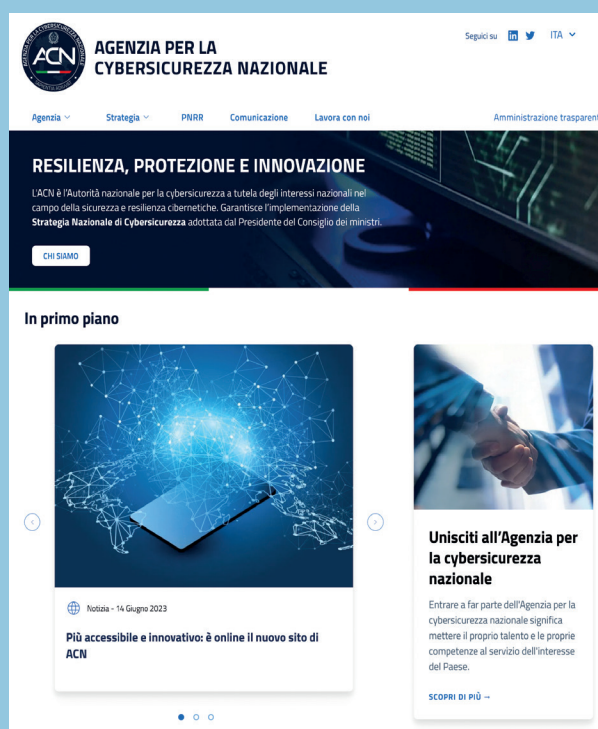 ACN
AGENZIA PER LA
CYBERSICUREZZA NAZIONALE
Seguici su
ITA
Agenzia
Strategia
PNRR
Comunicazione
Lavora con noi
Amministrazione
RESILIENZA, PROTEZIONE E INNOVAZIONE
L'ACN è l'Autorità nazionale per la cybersicurezza a tutela degli interessi nazionali nel
campo della sicurezza e resilienza cibernetiche. Garantisce l'implementazione della
Strategia Nazionale di Cybersicurezza adottata dal Presidente del Consiglio dei ministri.
CHI SIAMO
In primo piano
Notizia - 14 Giugno 2023
Più accessibile e innovativo: è online il nuovo sito di
ACN
Unisciti all'Agenzia per
la cybersicurezza
nazionale
Entrare a far parte dell'Agenzia per la
cybersicurezza nazionale significa
mettere il proprio talento e le proprie
competenze al servizio dell'interesse
del Paese.
SCOPRI DI PIÙ →